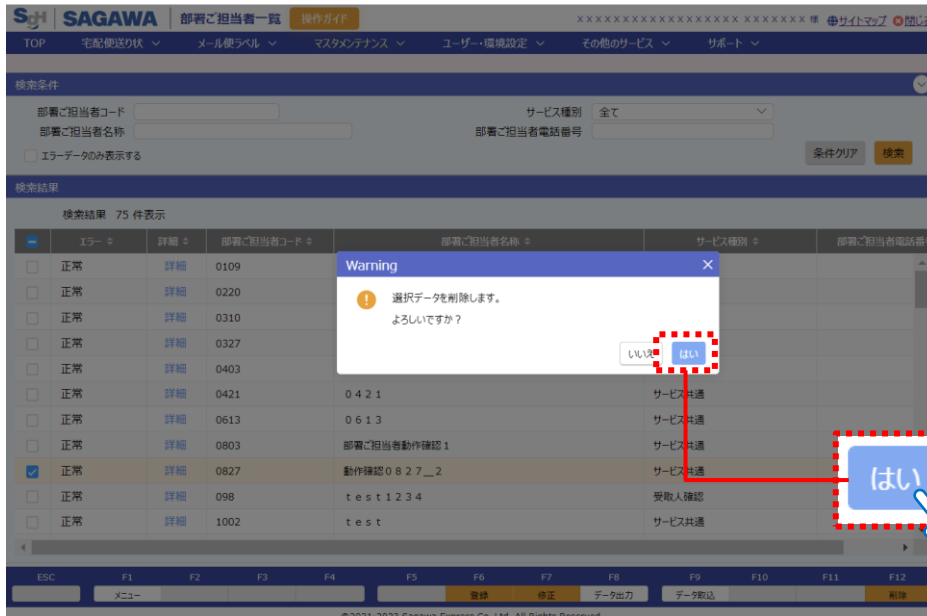 SGH SAGAWA 部署ご担当者一覧 操作ガイド xxxxxxxxxxxxxxxxxx xxxxxxx 様 サイトマップ 閉じ
TOP 宅配便送り状 メール便ラベル マスタメンテナンス ユーザー・環境設定 その他のサービス サポート
検索条件
部署ご担当者コード サービス種別 全て
部署ご担当者名称 部署ご担当者電話番号
エラーデータのみ表示する 条件クリア 検索
検索結果
検索結果 75 件表示
エラー 詳細 部署ご担当者コード 部署ご担当者名称 サービス種別 部署ご担当者電話番
正常 詳細 0109
正常 詳細 0220
正常 詳細 0310
正常 詳細 0327
正常 詳細 0403
Warning
選択データを削除します。
よろしいですか？
いいえ はい
正常 詳細 0421 ０４２１ サービス共通
正常 詳細 0613 ０６１３ サービス共通
正常 詳細 0803 部署ご担当者動作確認１ サービス共通
正常 詳細 0827 動作確認０８２７＿２ サービス共通
正常 詳細 098 ｔｅｓｔ１２３４ 受取人確認
正常 詳細 1002 ｔｅｓｔ サービス共通
はい
ESC F1 F2 F3 F4 F5 F6 F7 F8 F9 F10 F11 F12
メニュー 登録 修正 データ出力 データ取込 削除
©2021-2023 Sagawa Express Co.,Ltd. All Rights Reserved.